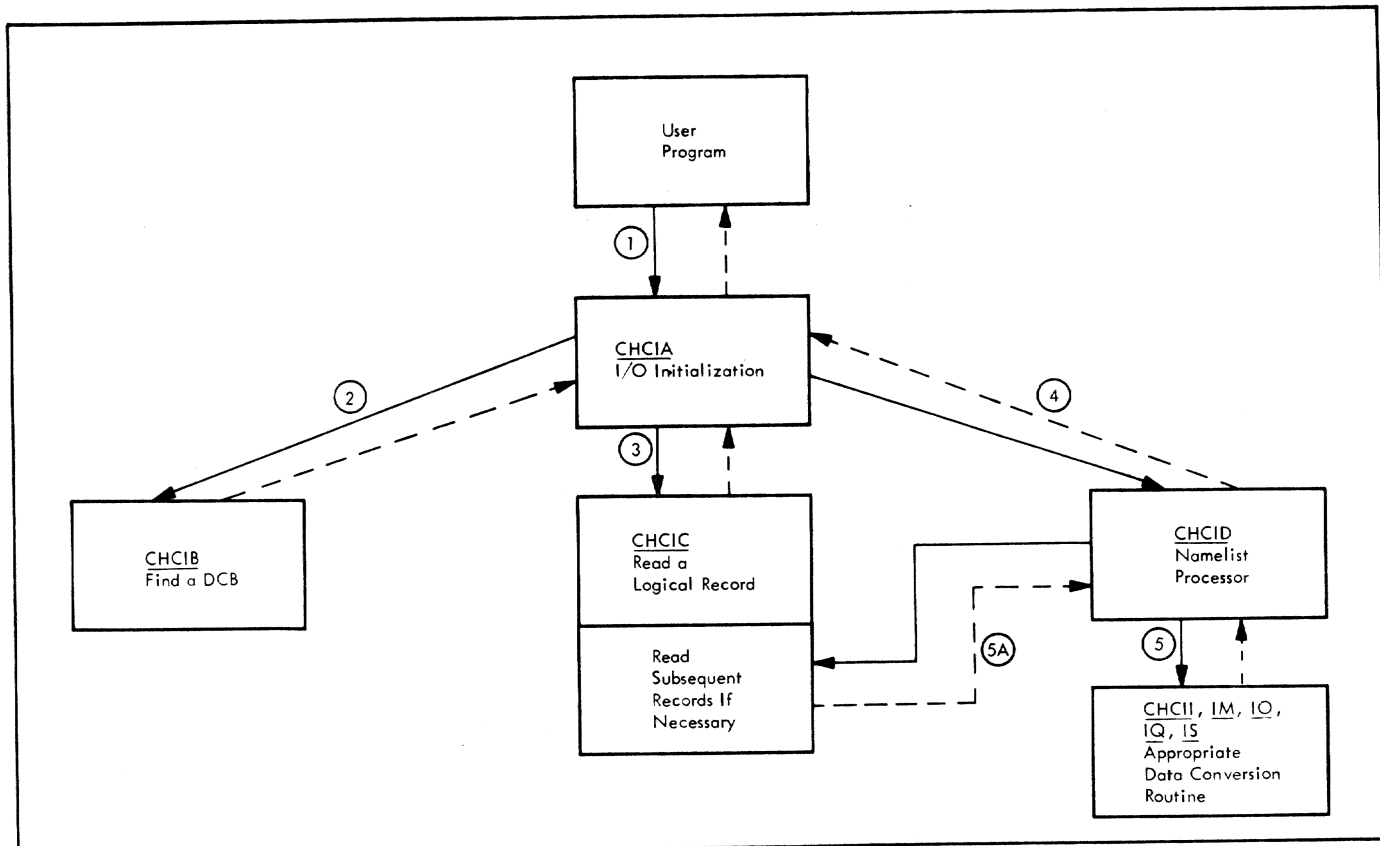 User
Program
1
CHCIA
I/O Initialization
2
4
3
CHCIB
Find a DCB
CHCIC
Read a
Logical Record
CHCID
Namelist
Processor
Read
Subsequent
Records If
Necessary
5A
5
CHCII, IM, IO,
IQ, IS
Appropriate
Data Conversion
Routine